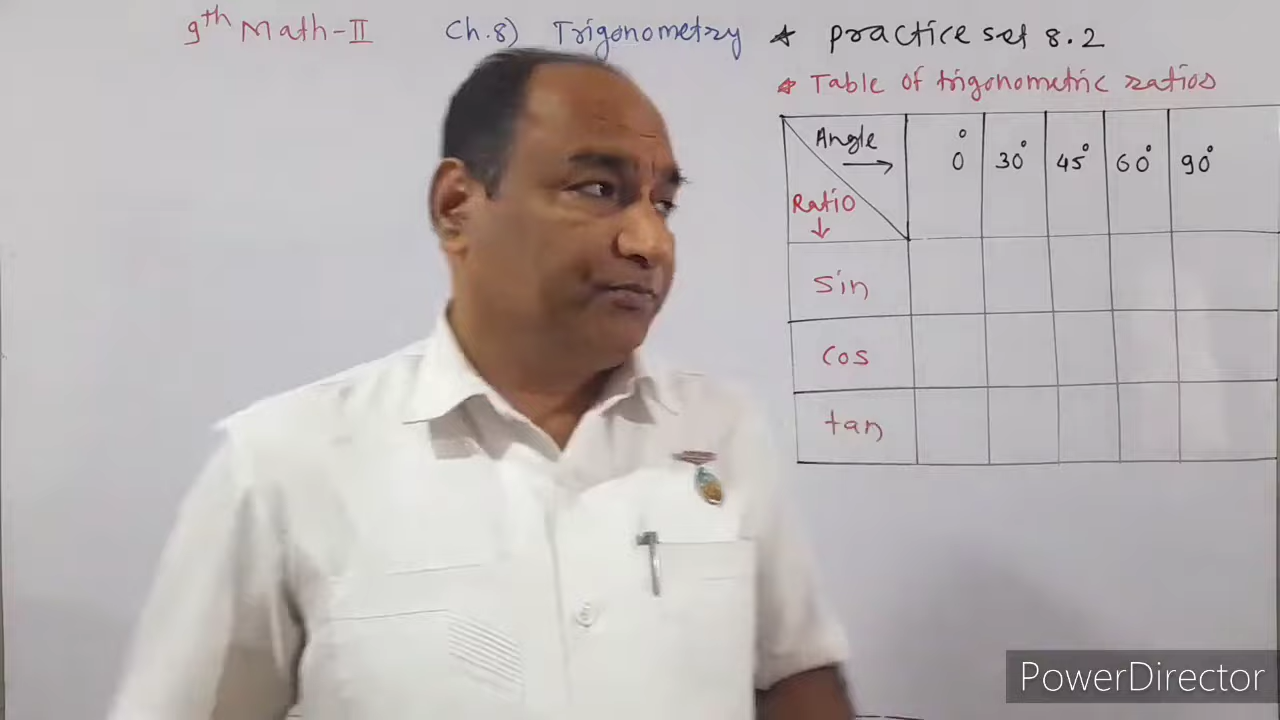 9th Math-II Ch.8) Trigonometry * practice set 8.2
* Table of trigonometric ratios
Angle → 0° 30° 45° 60° 90°
Ratio ↓
sin
cos
tan
PowerDirector